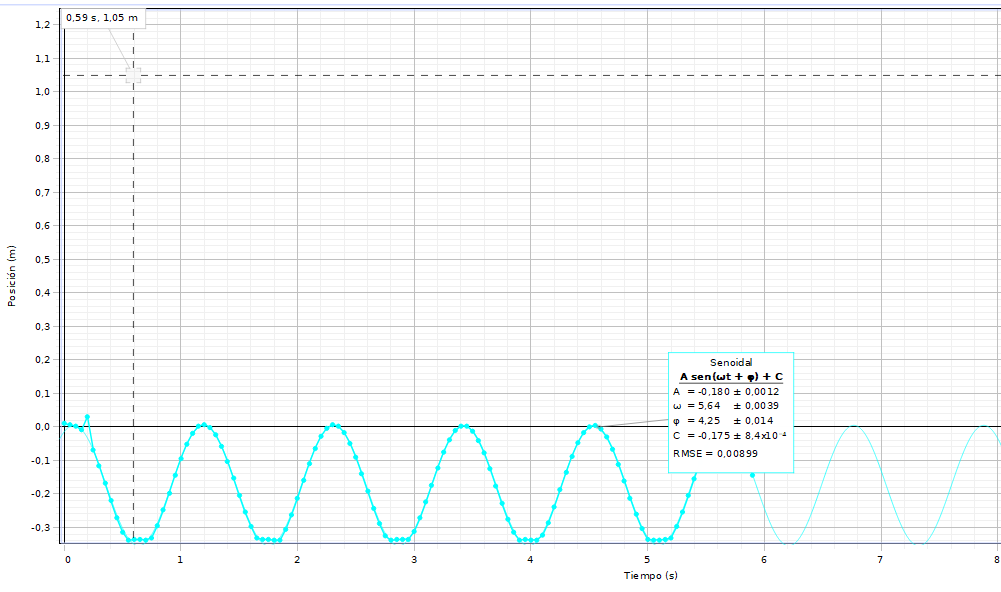 0,59 s, 1,05 m
1,2
1,1
1,0
0,9
0,8
0,7
0,6
0,5
0,4
0,3
0,2
0,1
0,0
-0,1
-0,2
-0,3
Posición (m)
Senoidal
A sen(ωt + φ) + C
A = -0,180 ± 0,0012
ω = 5,64 ± 0,0039
φ = 4,25 ± 0,014
C = -0,175 ± 8,4x10⁻⁴
RMSE = 0,00899
0 1 2 3 4 5 6 7 8
Tiempo (s)